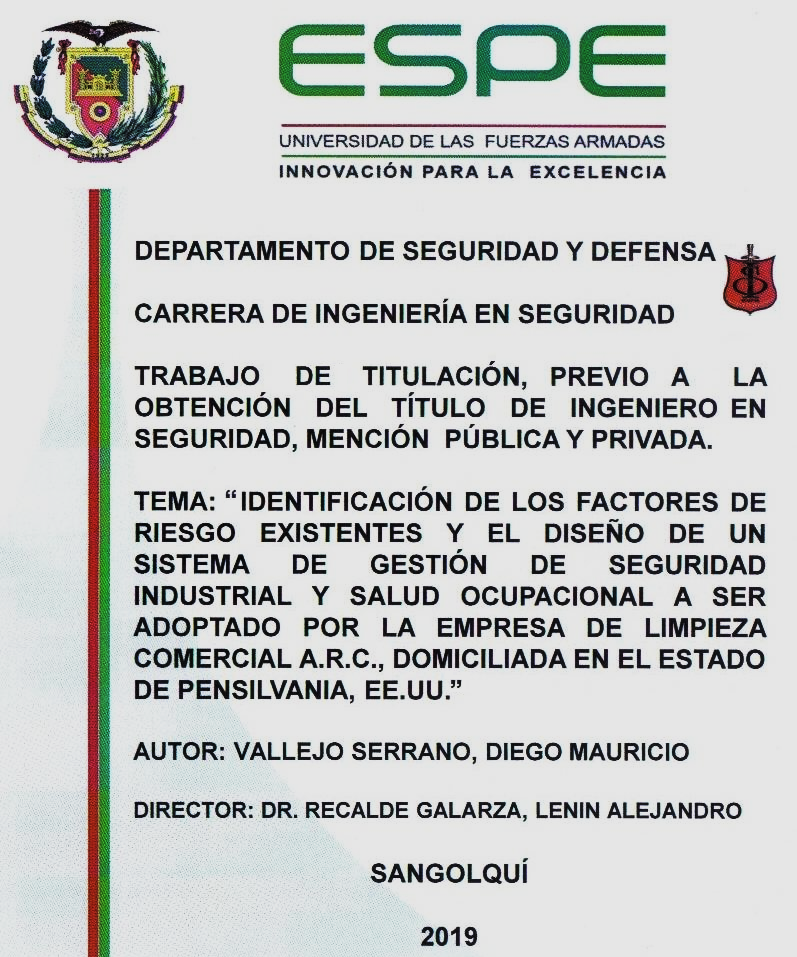 ESPE
UNIVERSIDAD DE LAS FUERZAS ARMADAS
INNOVACIÓN PARA LA EXCELENCIA
DEPARTAMENTO DE SEGURIDAD Y DEFENSA
CARRERA DE INGENIERÍA EN SEGURIDAD
TRABAJO DE TITULACIÓN, PREVIO A LA
OBTENCIÓN DEL TÍTULO DE INGENIERO EN
SEGURIDAD, MENCIÓN PÚBLICA Y PRIVADA.
TEMA: “IDENTIFICACIÓN DE LOS FACTORES DE
RIESGO EXISTENTES Y EL DISEÑO DE UN
SISTEMA DE GESTIÓN DE SEGURIDAD
INDUSTRIAL Y SALUD OCUPACIONAL A SER
ADOPTADO POR LA EMPRESA DE LIMPIEZA
COMERCIAL A.R.C., DOMICILIADA EN EL ESTADO
DE PENSILVANIA, EE.UU.”
AUTOR: VALLEJO SERRANO, DIEGO MAURICIO
DIRECTOR: DR. RECALDE GALARZA, LENIN ALEJANDRO
SANGOLQUÍ
2019